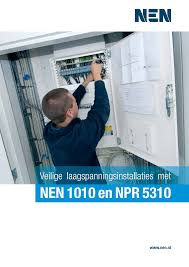 NEN
Veilige laagspanningsinstallaties met
NEN 1010 en NPR 5310
www.nen.nl